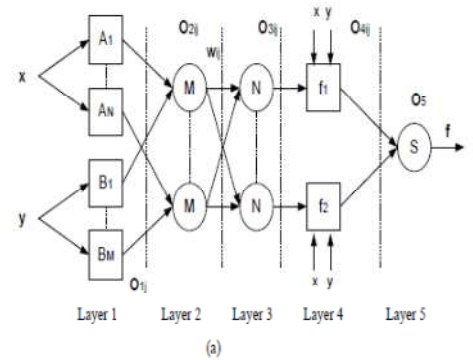 x y
O2ij O3ij O4ij
A1 wij
x M N f1 O5
AN S f
B1
y M N f2
BM
O1j x y
Layer 1 Layer 2 Layer 3 Layer 4 Layer 5
(a)